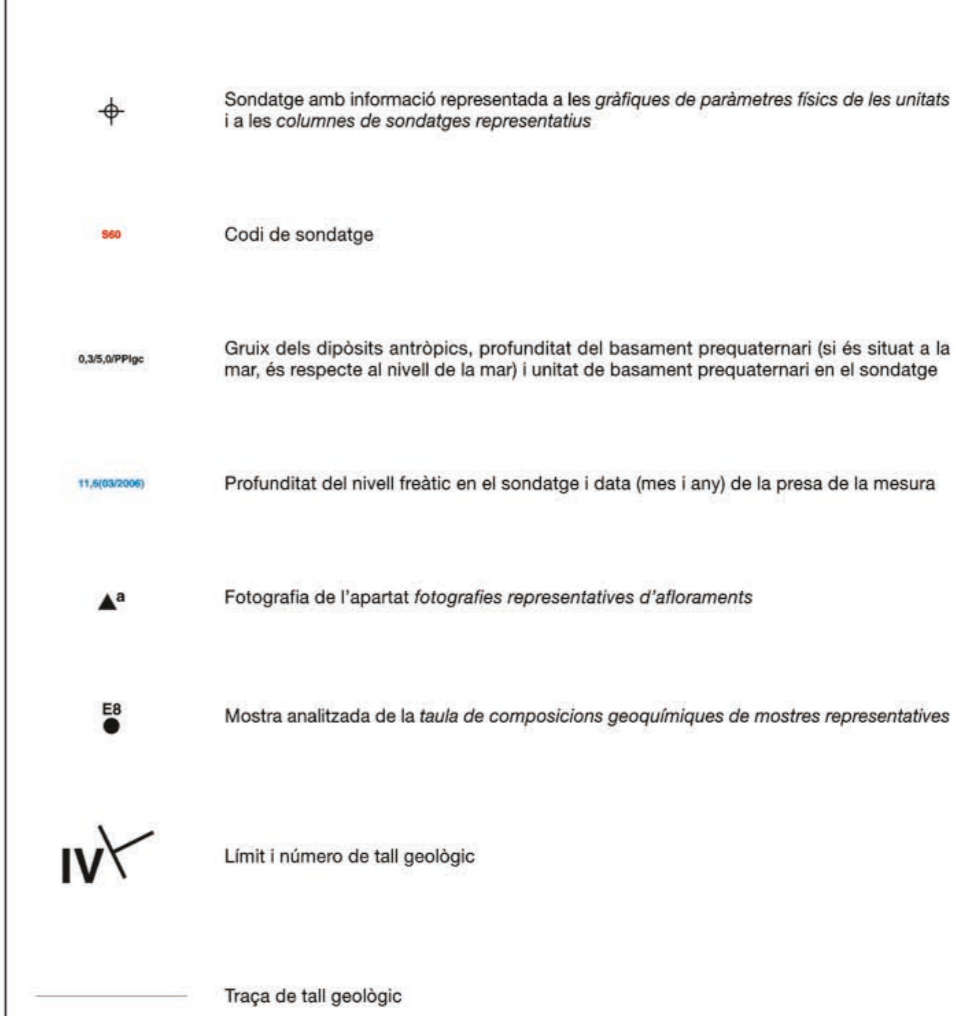 Sondatge amb informació representada a les gràfiques de paràmetres físics de les unitats
i a les columnes de sondatges representatius
S60 Codi de sondatge
0,3/5,0/PPlgc Gruix dels dipòsits antròpics, profunditat del basament prequaternari (si és situat a la
mar, és respecte al nivell de la mar) i unitat de basament prequaternari en el sondatge
11,6(03/2006) Profunditat del nivell freàtic en el sondatge i data (mes i any) de la presa de la mesura
a Fotografia de l'apartat fotografies representatives d'afloraments
E8 Mostra analitzada de la taula de composicions geoquímiques de mostres representatives
IV Límit i número de tall geològic
Traça de tall geològic